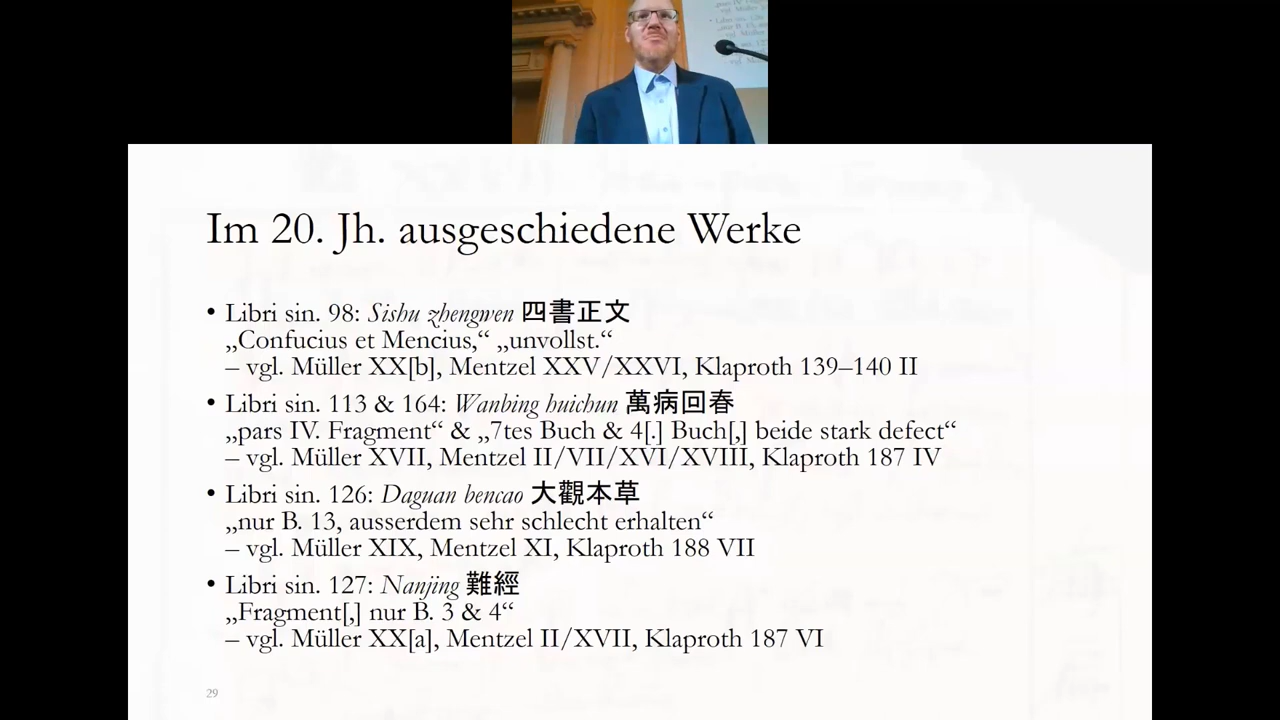 Im 20. Jh. ausgeschiedene Werke
• Libri sin. 98: Sishu zhengwen 四書正文
„Confucius et Mencius,“ „unvollst.“
– vgl. Müller XX[b], Mentzel XXV/XXVI, Klaproth 139–140 II
• Libri sin. 113 & 164: Wanbing huichun 萬病回春
„pars IV. Fragment“ & „7tes Buch & 4[.] Buch[,] beide stark defect“
– vgl. Müller XVII, Mentzel II/VII/XVI/XVIII, Klaproth 187 IV
• Libri sin. 126: Daguan bencao 大觀本草
„nur B. 13, ausserdem sehr schlecht erhalten“
– vgl. Müller XIX, Mentzel XI, Klaproth 188 VII
• Libri sin. 127: Nanjing 難經
„Fragment[,] nur B. 3 & 4“
– vgl. Müller XX[a], Mentzel II/XVII, Klaproth 187 VI
29